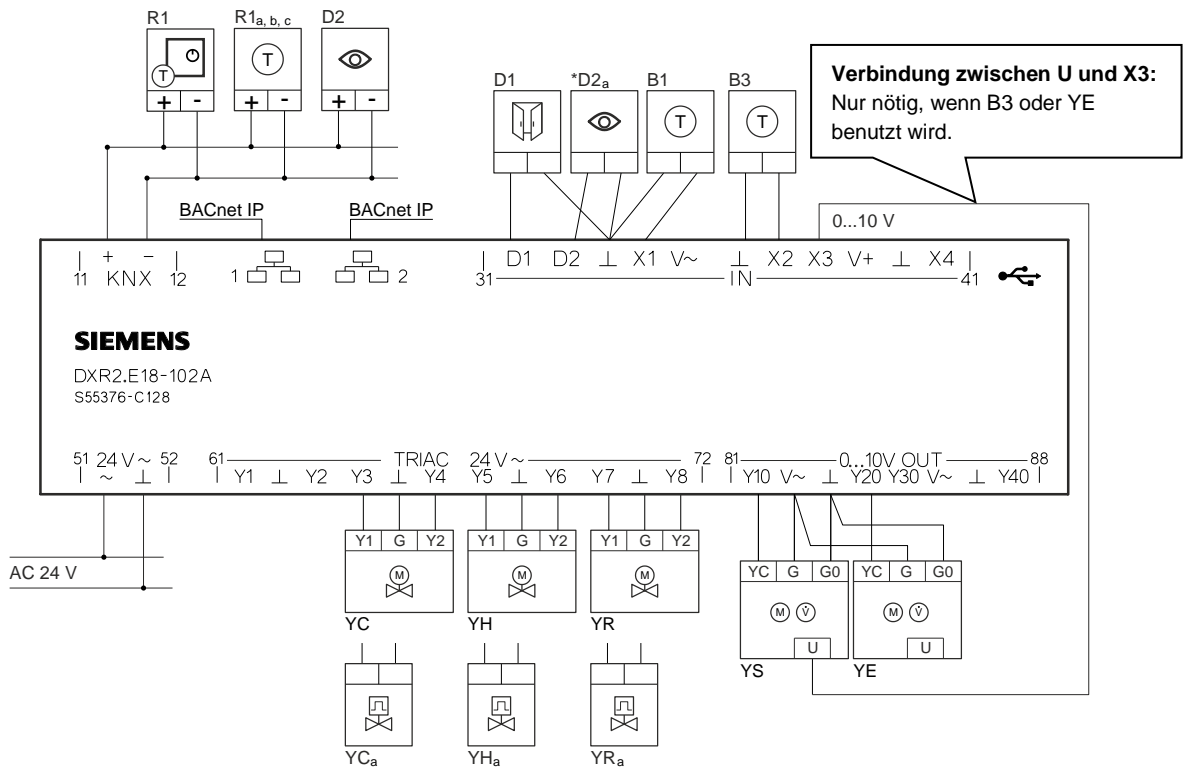 R1 R1a, b, c D2
T T
+ - + - + -
D1 *D2a B1 B3
T T
Verbindung zwischen U und X3:
Nur nötig, wenn B3 oder YE
benutzt wird.
BACnet IP BACnet IP
0...10 V
+ − D1 D2 ⊥ X1 V~ ⊥ X2 X3 V+ ⊥ X4
11 KNX 12 1 2 31 IN 41
SIEMENS
DXR2.E18-102A
S55376-C128
51 24 V ~ 52 61 TRIAC 24 V ~ 72 81 0...10V OUT 88
~ ⊥ Y1 ⊥ Y2 Y3 ⊥ Y4 Y5 ⊥ Y6 Y7 ⊥ Y8 Y10 V~ ⊥ Y20 Y30 V~ ⊥ Y40
AC 24 V
Y1 G Y2 Y1 G Y2 Y1 G Y2
YC G G0 YC G G0
M M M
M V̇ M V̇
YC YH YR
U U
YS YE
YCa YHa YRa